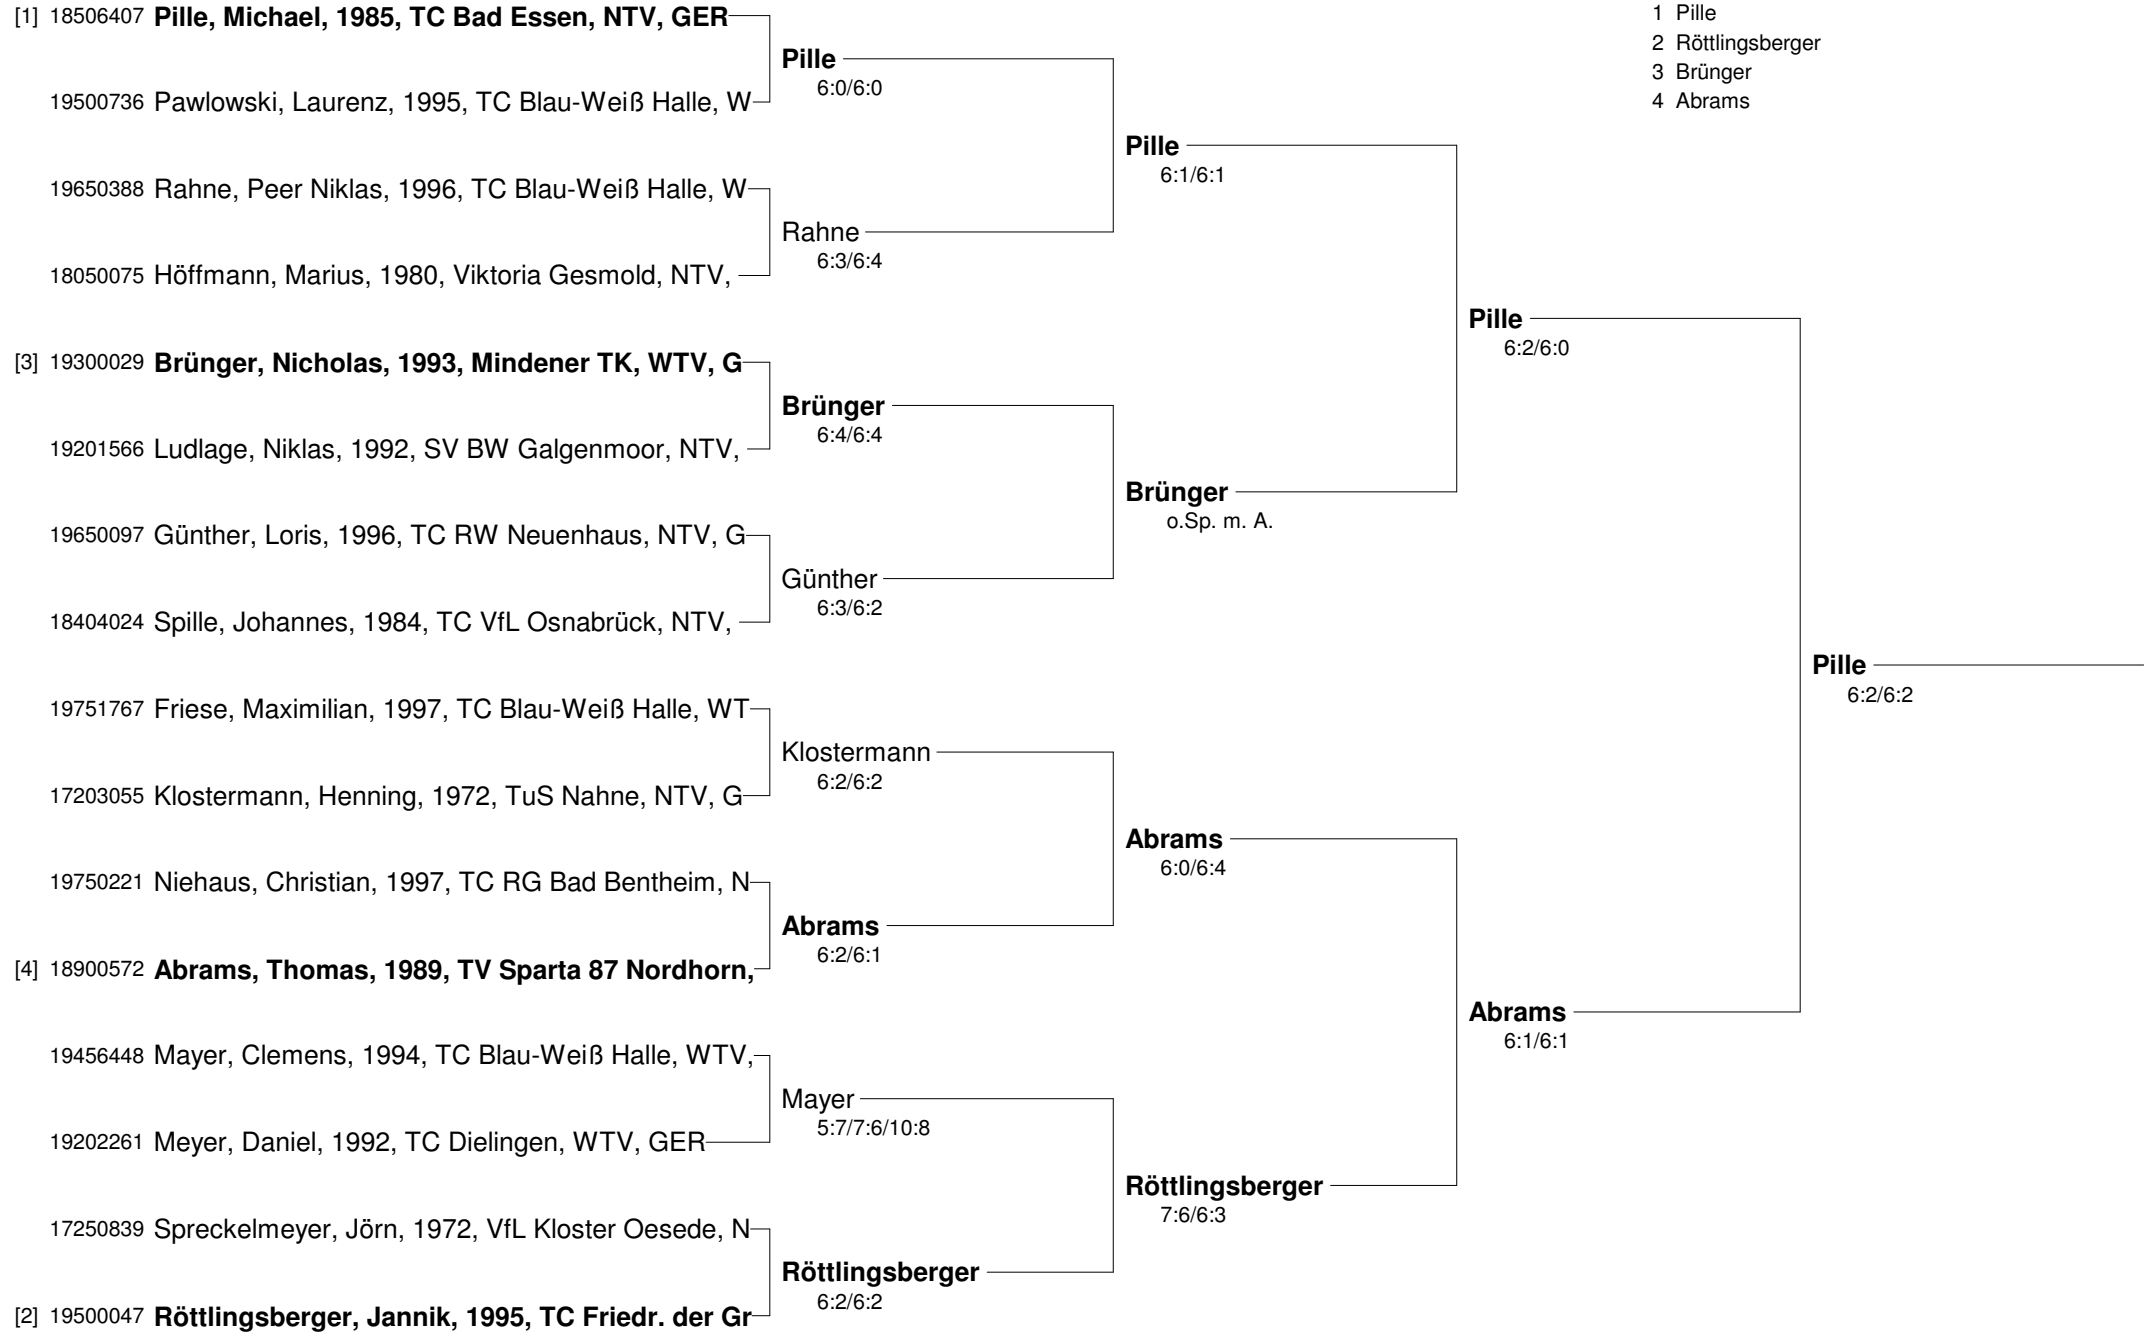 [1] 18506407 Pille, Michael, 1985, TC Bad Essen, NTV, GER
19500736 Pawlowski, Laurenz, 1995, TC Blau-Weiß Halle, W
19650388 Rahne, Peer Niklas, 1996, TC Blau-Weiß Halle, W
18050075 Höffmann, Marius, 1980, Viktoria Gesmold, NTV,
[3] 19300029 Brünger, Nicholas, 1993, Mindener TK, WTV, G
19201566 Ludlage, Niklas, 1992, SV BW Galgenmoor, NTV,
19650097 Günther, Loris, 1996, TC RW Neuenhaus, NTV, G
18404024 Spille, Johannes, 1984, TC VfL Osnabrück, NTV,
19751767 Friese, Maximilian, 1997, TC Blau-Weiß Halle, WT
17203055 Klostermann, Henning, 1972, TuS Nahne, NTV, G
19750221 Niehaus, Christian, 1997, TC RG Bad Bentheim, N
[4] 18900572 Abrams, Thomas, 1989, TV Sparta 87 Nordhorn,
19456448 Mayer, Clemens, 1994, TC Blau-Weiß Halle, WTV,
19202261 Meyer, Daniel, 1992, TC Dielingen, WTV, GER
17250839 Spreckelmeyer, Jörn, 1972, VfL Kloster Oesede, N
[2] 19500047 Röttlingsberger, Jannik, 1995, TC Friedr. der Gr
Pille
6:0/6:0
Rahne
6:3/6:4
Brünger
6:4/6:4
Günther
6:3/6:2
Klostermann
6:2/6:2
Abrams
6:2/6:1
Mayer
5:7/7:6/10:8
Röttlingsberger
6:2/6:2
Pille
6:1/6:1
Brünger
o.Sp. m. A.
Abrams
6:0/6:4
Röttlingsberger
7:6/6:3
Pille
6:2/6:0
Abrams
6:1/6:1
Pille
6:2/6:2
1 Pille
2 Röttlingsberger
3 Brünger
4 Abrams